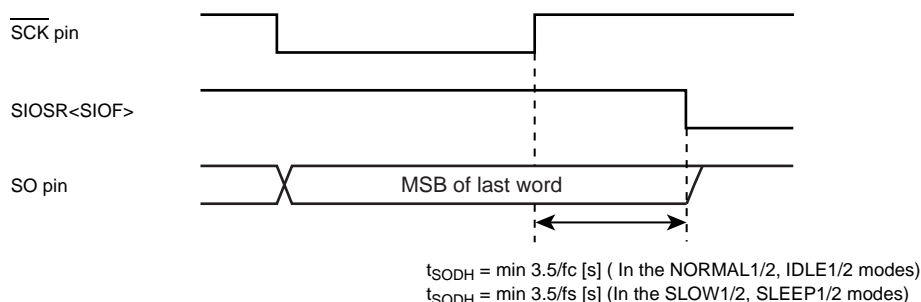 SCK pin
SIOSR<SIOF>
SO pin
MSB of last word
tSODH = min 3.5/fc [s] ( In the NORMAL1/2, IDLE1/2 modes)
tSODH = min 3.5/fs [s] (In the SLOW1/2, SLEEP1/2 modes)